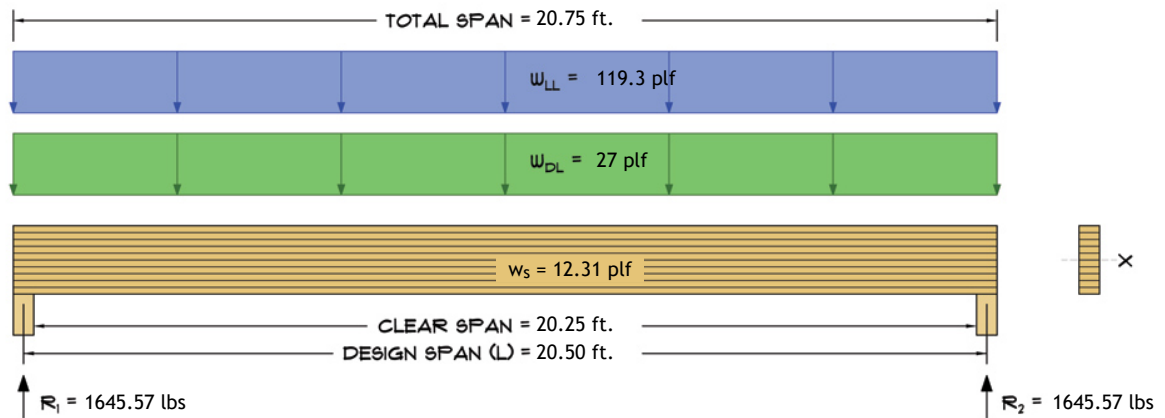 TOTAL SPAN = 20.75 ft.
WLL = 119.3 plf
WDL = 27 plf
ws = 12.31 plf
X
CLEAR SPAN = 20.25 ft.
DESIGN SPAN (L) = 20.50 ft.
R1 = 1645.57 lbs
R2 = 1645.57 lbs